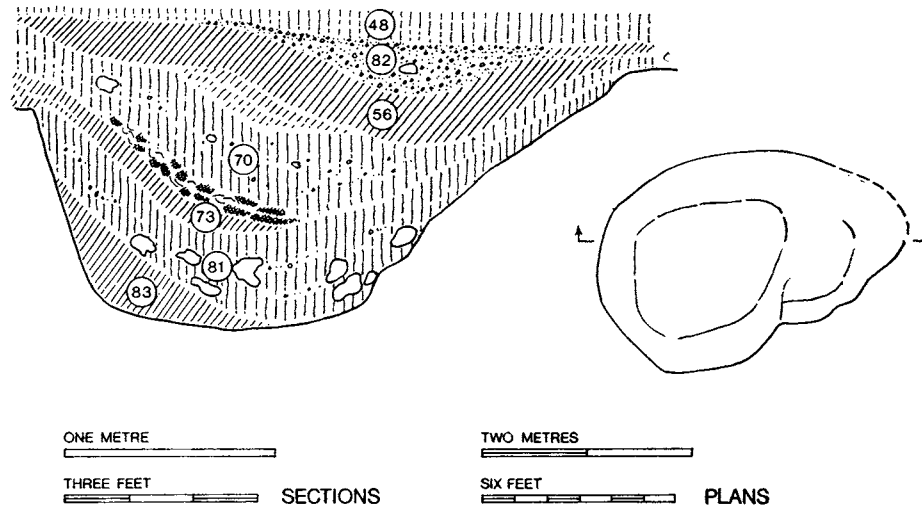 48
82
56
70
73
81
83
ONE METRE
TWO METRES
THREE FEET
SECTIONS
SIX FEET
PLANS